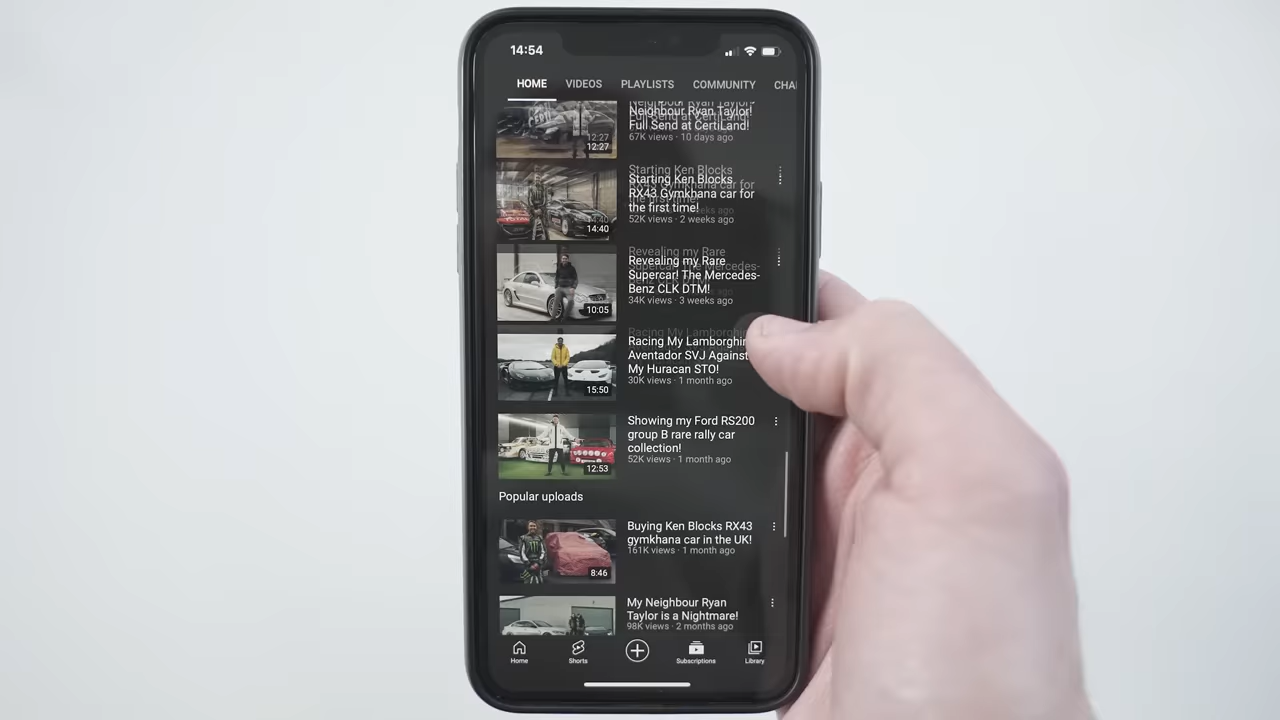 14:54
HOME VIDEOS PLAYLISTS COMMUNITY CHA
Neighbour Ryan Taylor!
Full Send at CertiLand!
67K views · 10 days ago
12:27
12:27
Starting Ken Blocks
RX43 Gymkhana car for
the first time!
52K views · 2 weeks ago
14:40
14:40
Revealing my Rare
Supercar! The Mercedes-
Benz CLK DTM!
34K views · 3 weeks ago
10:05
Racing My Lamborghin
Aventador SVJ Against
My Huracan STO!
30K views · 1 month ago
15:50
Showing my Ford RS200
group B rare rally car
collection!
52K views · 1 month ago
12:53
Popular uploads
Buying Ken Blocks RX43
gymkhana car in the UK!
161K views · 1 month ago
8:46
My Neighbour Ryan
Taylor is a Nightmare!
98K views · 2 months ago
Home Shorts Subscriptions Library